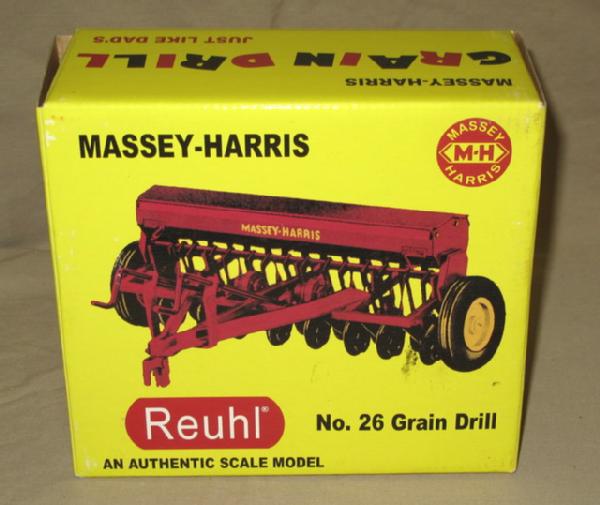 MASSEY-HARRIS
GRAIN DRILL
JUST LIKE DAD'S
MASSEY-HARRIS
MASSEY
M-H
HARRIS
MASSEY-HARRIS
Reuhl®
No. 26 Grain Drill
AN AUTHENTIC SCALE MODEL